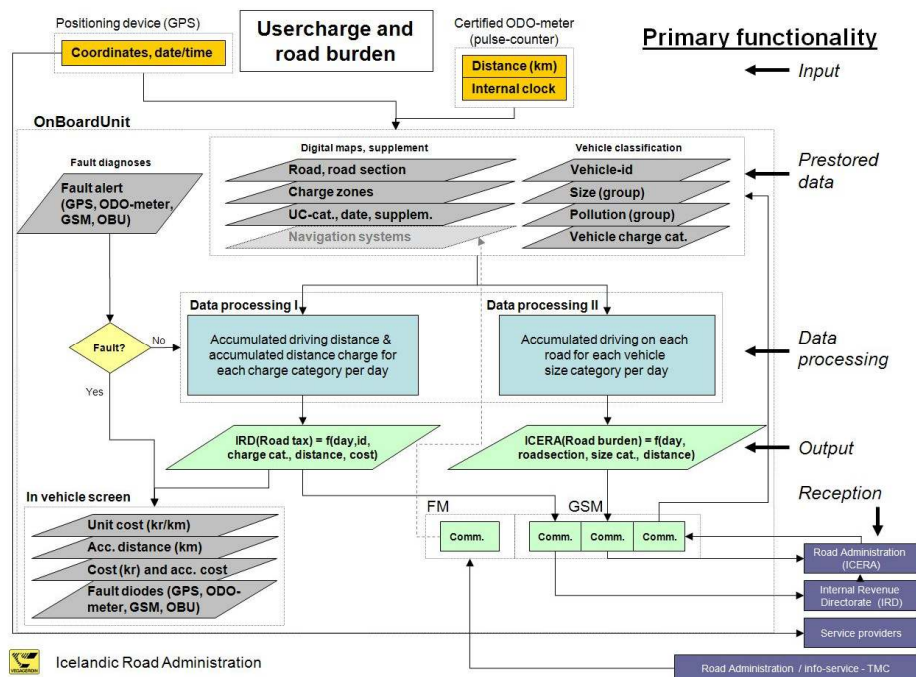 Positioning device (GPS)
Coordinates, date/time
Usercharge and
road burden
Certified ODO-meter
(pulse-counter)
Distance (km)
Internal clock
Primary functionality
Input
OnBoardUnit
Fault diagnoses
Fault alert
(GPS, ODO-meter,
GSM, OBU)
Digital maps, supplement
Road, road section
Charge zones
UC-cat., date, supplem.
Navigation systems
Vehicle classification
Vehicle-id
Size (group)
Pollution (group)
Vehicle charge cat.
Prestored
data
Fault?
No
Yes
Data processing I
Accumulated driving distance &
accumulated distance charge for
each charge category per day
Data processing II
Accumulated driving on each
road for each vehicle
size category per day
Data
processing
IRD(Road tax) = f(day,id,
charge cat., distance, cost)
ICERA(Road burden) = f(day,
roadsection, size cat., distance)
Output
In vehicle screen
Unit cost (kr/km)
Acc. distance (km)
Cost (kr) and acc. cost
Fault diodes (GPS, ODO-
meter, GSM, OBU)
FM
Comm.
GSM
Comm.
Comm.
Comm.
Reception
Road Administration
(ICERA)
Internal Revenue
Directorate (IRD)
Service providers
Road Administration / info-service - TMC
VEGAGERÐIN
Icelandic Road Administration